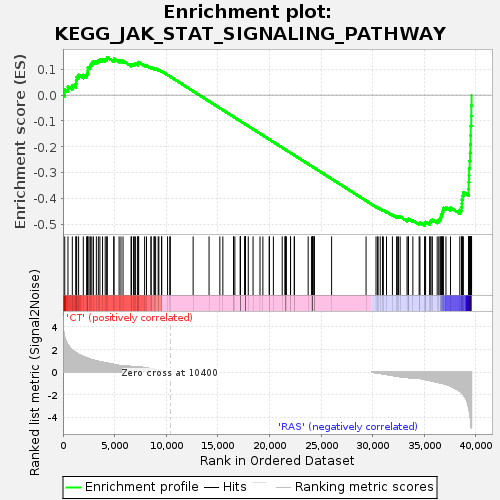 Enrichment plot:
KEGG_JAK_STAT_SIGNALING_PATHWAY
Enrichment score (ES)
0.1
0.0
-0.1
-0.2
-0.3
-0.4
-0.5
'CT' (positively correlated)
Ranked list metric (Signal2Noise)
4
2
0
-2
-4
Zero cross at 10400
'RAS' (negatively correlated)
0 5,000 10,000 15,000 20,000 25,000 30,000 35,000 40,000
Rank in Ordered Dataset
Enrichment profile Hits Ranking metric scores